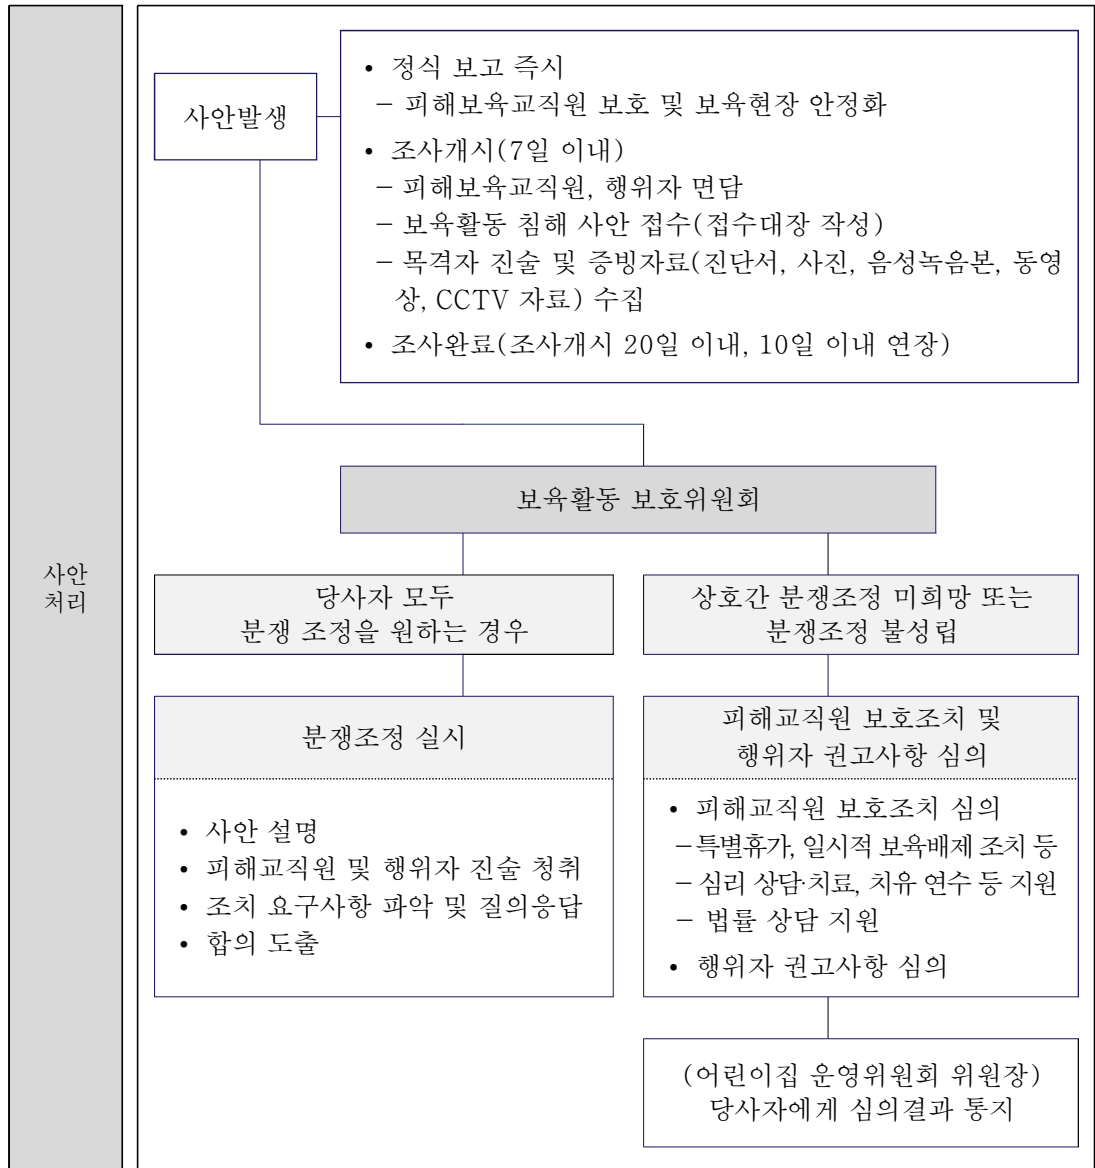 사안
처리
사안발생
• 정식 보고 즉시
– 피해보육교직원 보호 및 보육현장 안정화
• 조사개시(7일 이내)
– 피해보육교직원, 행위자 면담
– 보육활동 침해 사안 접수(접수대장 작성)
– 목격자 진술 및 증빙자료(진단서, 사진, 음성녹음본, 동영
상, CCTV 자료) 수집
• 조사완료(조사개시 20일 이내, 10일 이내 연장)
보육활동 보호위원회
당사자 모두
분쟁 조정을 원하는 경우
분쟁조정 실시
• 사안 설명
• 피해교직원 및 행위자 진술 청취
• 조치 요구사항 파악 및 질의응답
• 합의 도출
상호간 분쟁조정 미희망 또는
분쟁조정 불성립
피해교직원 보호조치 및
행위자 권고사항 심의
• 피해교직원 보호조치 심의
– 특별휴가, 일시적 보육배제 조치 등
– 심리 상담·치료, 치유 연수 등 지원
– 법률 상담 지원
• 행위자 권고사항 심의
(어린이집 운영위원회 위원장)
당사자에게 심의결과 통지